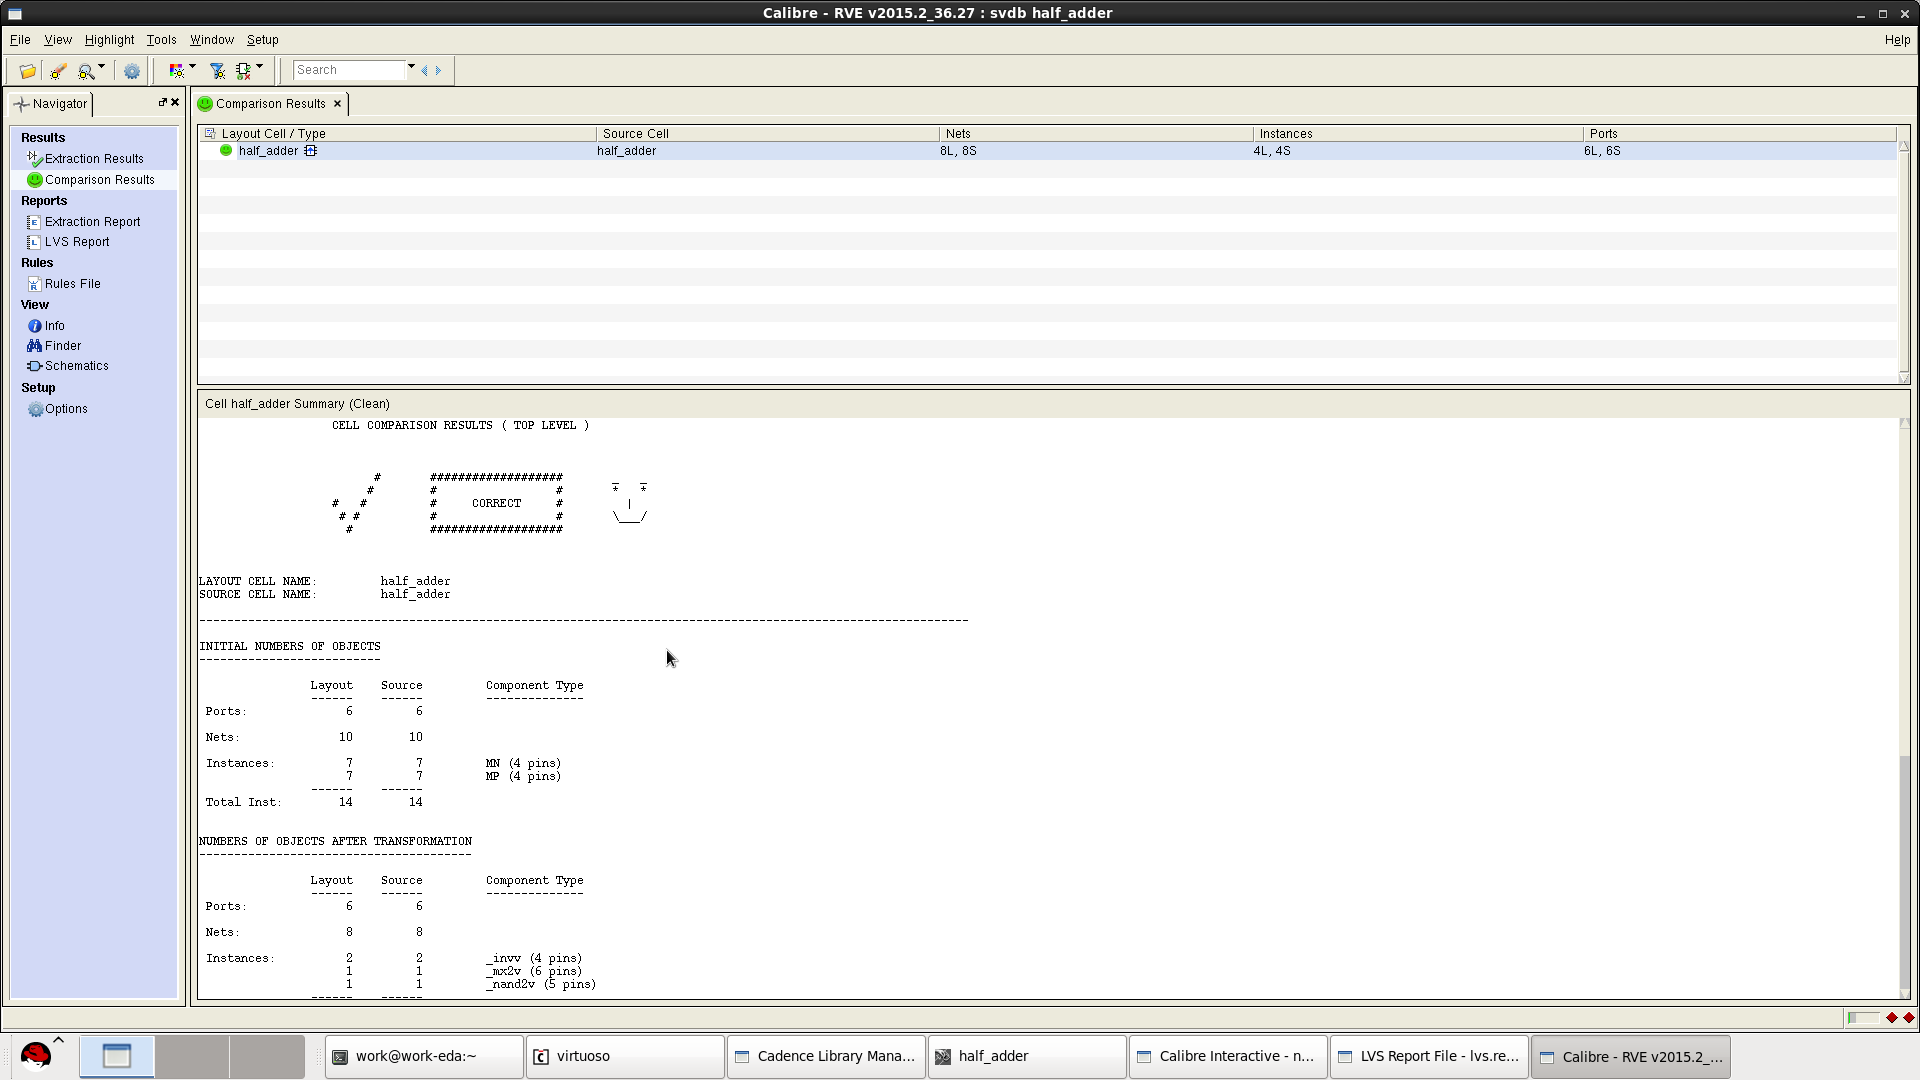 Calibre - RVE v2015.2_36.27 : svdb half_adder
File View Highlight Tools Window Setup Help
Search
Navigator
Comparison Results
Results
Extraction Results
Comparison Results
Reports
Extraction Report
LVS Report
Rules
Rules File
View
Info
Finder
Schematics
Setup
Options
Layout Cell / Type Source Cell Nets Instances Ports
half_adder half_adder 8L, 8S 4L, 4S 6L, 6S
Cell half_adder Summary (Clean)
CELL COMPARISON RESULTS ( TOP LEVEL )
# ################### _ _
# # # * *
# # # CORRECT # |
# # # # \___/
# ###################
LAYOUT CELL NAME: half_adder
SOURCE CELL NAME: half_adder
--------------------------------------------------------------------------------------------------------------
INITIAL NUMBERS OF OBJECTS
--------------------------
Layout Source Component Type
------ ------ --------------
Ports: 6 6
Nets: 10 10
Instances: 7 7 MN (4 pins)
7 7 MP (4 pins)
------ ------
Total Inst: 14 14
NUMBERS OF OBJECTS AFTER TRANSFORMATION
---------------------------------------
Layout Source Component Type
------ ------ --------------
Ports: 6 6
Nets: 8 8
Instances: 2 2 _invv (4 pins)
1 1 _mx2v (6 pins)
1 1 _nand2v (5 pins)
------ ------
work@work-eda:~ virtuoso Cadence Library Mana... half_adder Calibre Interactive - n... LVS Report File - lvs.re... Calibre - RVE v2015.2_...